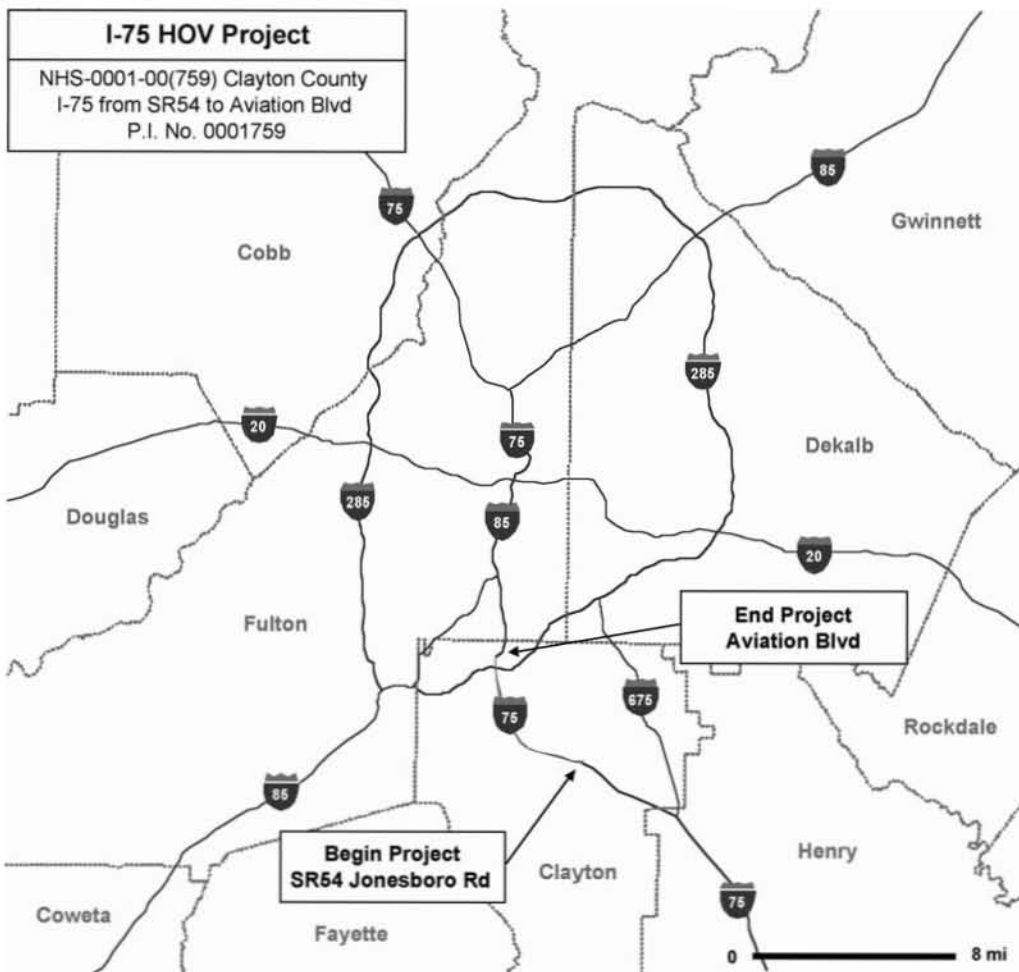 I-75 HOV Project
NHS-0001-00(759) Clayton County
I-75 from SR54 to Aviation Blvd
P.I. No. 0001759
75
85
Gwinnett
Cobb
285
20
75
Dekalb
285
Douglas
85
20
Fulton
End Project
Aviation Blvd
75
675
Rockdale
85
Begin Project
SR54 Jonesboro Rd
Clayton
Henry
75
Coweta
Fayette
0
8 mi